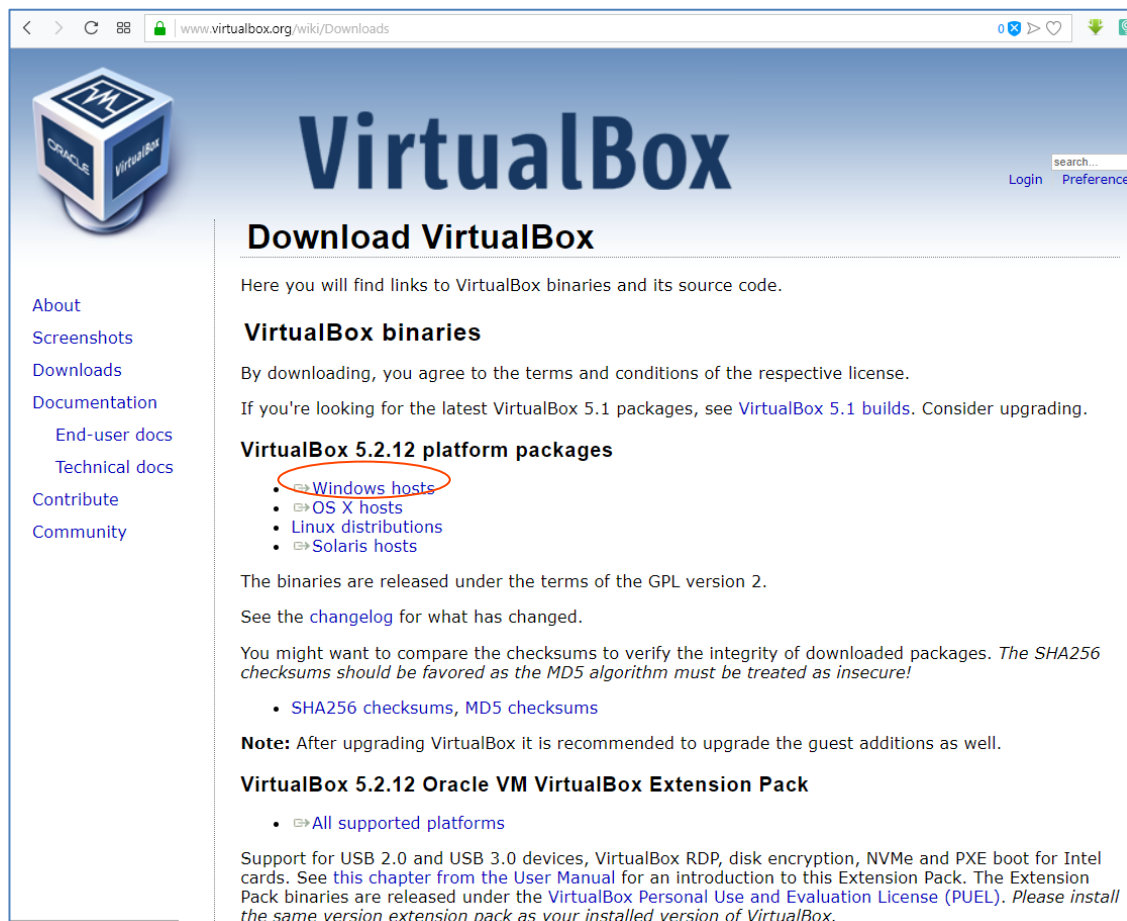 www.virtualbox.org/wiki/Downloads
0
ORACLE
VirtualBox
VirtualBox
search...
Login Preference
Download VirtualBox
Here you will find links to VirtualBox binaries and its source code.
About
Screenshots
Downloads
Documentation
End-user docs
Technical docs
Contribute
Community
VirtualBox binaries
By downloading, you agree to the terms and conditions of the respective license.
If you're looking for the latest VirtualBox 5.1 packages, see VirtualBox 5.1 builds. Consider upgrading.
VirtualBox 5.2.12 platform packages
• Windows hosts
• OS X hosts
• Linux distributions
• Solaris hosts
The binaries are released under the terms of the GPL version 2.
See the changelog for what has changed.
You might want to compare the checksums to verify the integrity of downloaded packages. The SHA256
checksums should be favored as the MD5 algorithm must be treated as insecure!
• SHA256 checksums, MD5 checksums
Note: After upgrading VirtualBox it is recommended to upgrade the guest additions as well.
VirtualBox 5.2.12 Oracle VM VirtualBox Extension Pack
• All supported platforms
Support for USB 2.0 and USB 3.0 devices, VirtualBox RDP, disk encryption, NVMe and PXE boot for Intel
cards. See this chapter from the User Manual for an introduction to this Extension Pack. The Extension
Pack binaries are released under the VirtualBox Personal Use and Evaluation License (PUEL). Please install
the same version extension pack as your installed version of VirtualBox.